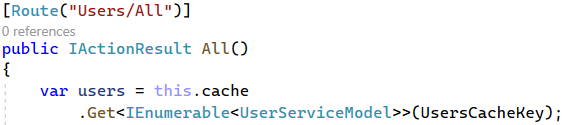 [Route("Users/All")]
0 references
public IActionResult All()
{
var users = this.cache
.Get<IEnumerable<UserServiceModel>>(UsersCacheKey);